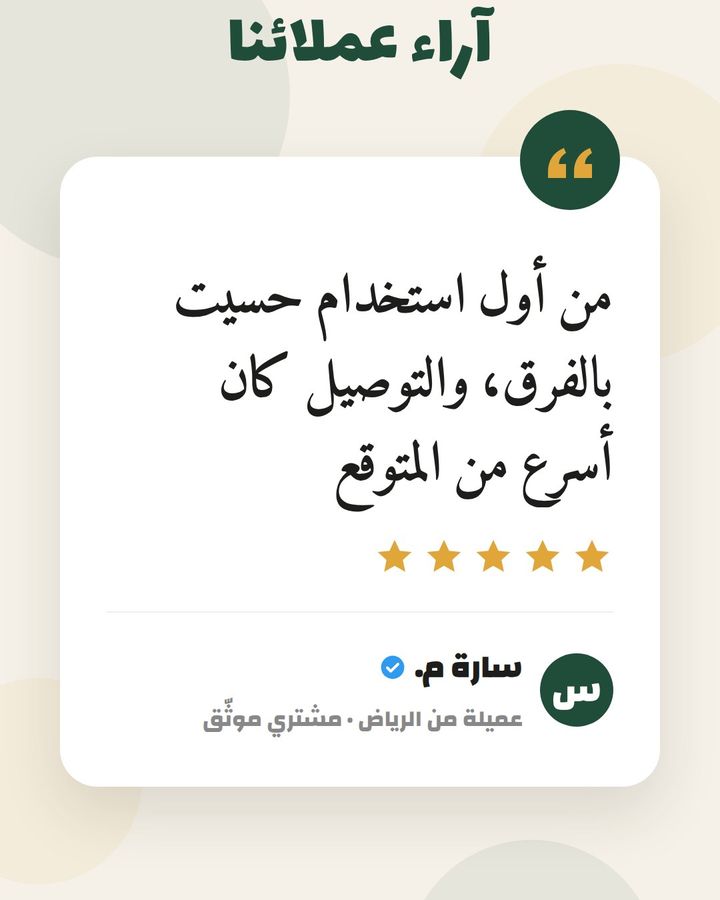 آراء عملائنا
“
من أول استخدام حسيت
بالفرق، والتوصيل كان
أسرع من المتوقع
س
سارة م.
عميلة من الرياض • مشتري موثّق